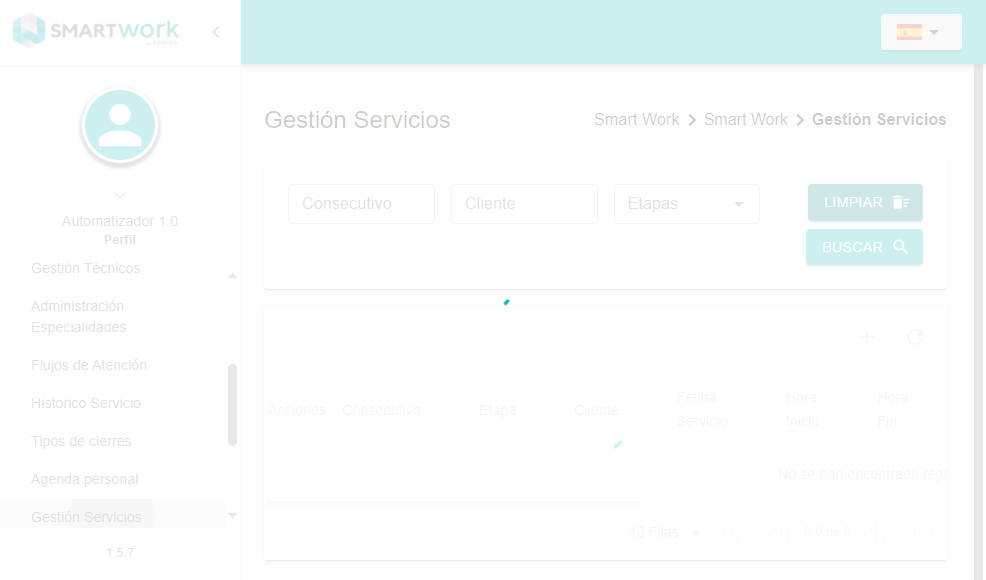 SMARTwork
Gestión Servicios
Smart Work > Smart Work > Gestión Servicios
Consecutivo
Cliente
Etapas
LIMPIAR
BUSCAR
Automatizador 1.0
Perfil
Gestión Técnicos
Administración
Especialidades
Flujos de Atención
Historico Servicio
Tipos de cierres
Agenda personal
Gestión Servicios
1.5.7
Acciones
Consecutivo
Etapa
Cliente
Fecha
Servicio
Hora
Inicio
Hora
Fin
No se han encontrado regi
10 Filas
0-0 de 0